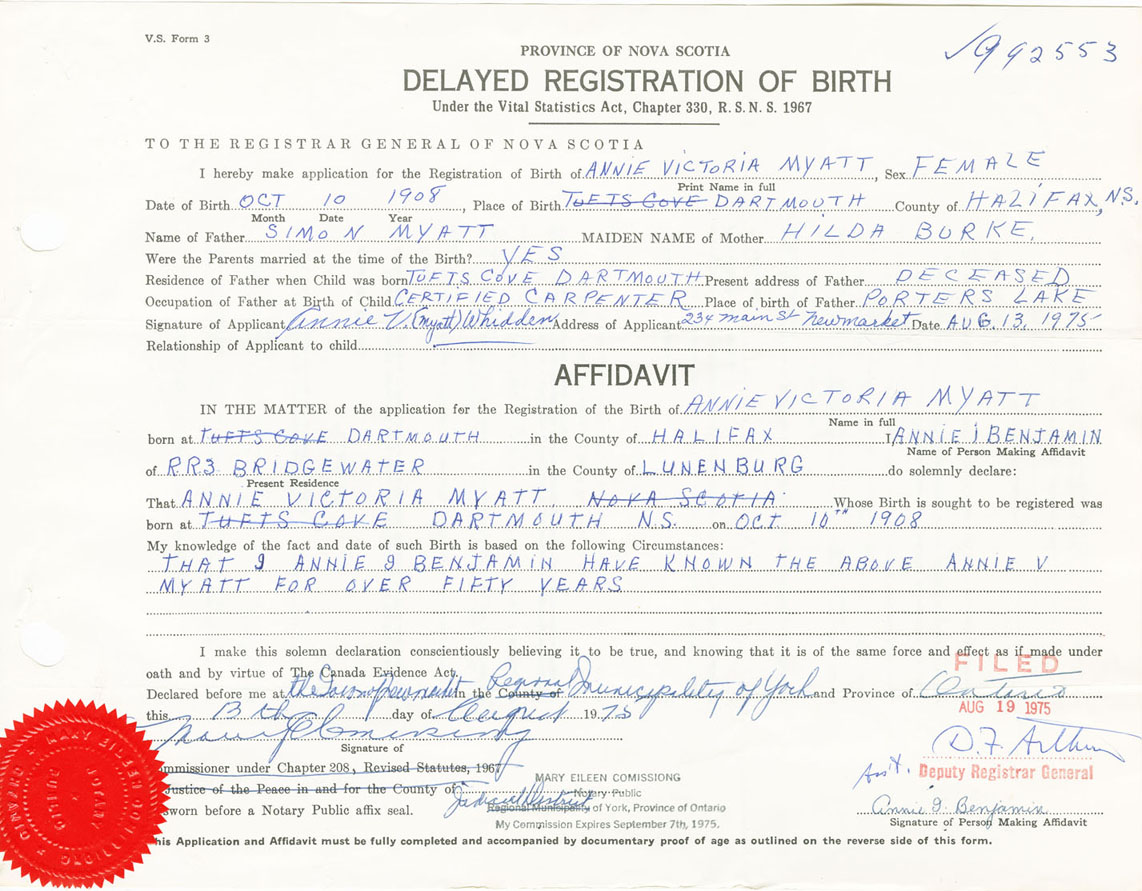 V.S. Form 3
992553
PROVINCE OF NOVA SCOTIA
DELAYED REGISTRATION OF BIRTH
Under the Vital Statistics Act, Chapter 330, R. S. N. S. 1967
TO THE REGISTRAR GENERAL OF NOVA SCOTIA
I hereby make application for the Registration of Birth of ANNIE VICTORIA MYATT, Sex FEMALE
Print Name in full
Date of Birth OCT 10 1908, Place of Birth TUFTS COVE DARTMOUTH County of HALIFAX, N.S.
Month Date Year
Name of Father SIMON MYATT MAIDEN NAME of Mother HILDA BURKE.
Were the Parents married at the time of the Birth? YES
Residence of Father when Child was born TUFTS COVE DARTMOUTH Present address of Father DECEASED
Occupation of Father at Birth of Child CERTIFIED CARPENTER Place of birth of Father PORTERS LAKE
Signature of Applicant Annie V. (Myatt) Whidden Address of Applicant 234 Main St Newmarket Date AUG. 13, 1975
Relationship of Applicant to child
AFFIDAVIT
IN THE MATTER of the application for the Registration of the Birth of ANNIE VICTORIA MYATT
Name in full
born at TUFTS COVE DARTMOUTH in the County of HALIFAX I ANNIE I BENJAMIN
Name of Person Making Affidavit
of RR3 BRIDGEWATER in the County of LUNENBURG do solemnly declare:
Present Residence
That ANNIE VICTORIA MYATT NOVA SCOTIA Whose Birth is sought to be registered was
born at TUFTS COVE DARTMOUTH N.S. on OCT 10TH 1908
My knowledge of the fact and date of such Birth is based on the following Circumstances:
THAT I ANNIE I BENJAMIN HAVE KNOWN THE ABOVE ANNIE V
MYATT FOR OVER FIFTY YEARS
I make this solemn declaration conscientiously believing it to be true, and knowing that it is of the same force and effect as if made under
oath and by virtue of The Canada Evidence Act.
FILED
Declared before me at the Town of Newmarket in the County of Regional Municipality of York and Province of Ontario
this 13th day of August 1975
AUG 19 1975
Signature of
D.F. Arthur
Asst. Deputy Registrar General
Commissioner under Chapter 208, Revised Statutes, 1967
Justice of the Peace in and for the County of Judicial District
MARY EILEEN COMISSIONG
Notary Public
Regional Municipality of York, Province of Ontario
My Commission Expires September 7th, 1975.
sworn before a Notary Public affix seal.
Annie I. Benjamin
Signature of Person Making Affidavit
This Application and Affidavit must be fully completed and accompanied by documentary proof of age as outlined on the reverse side of this form.